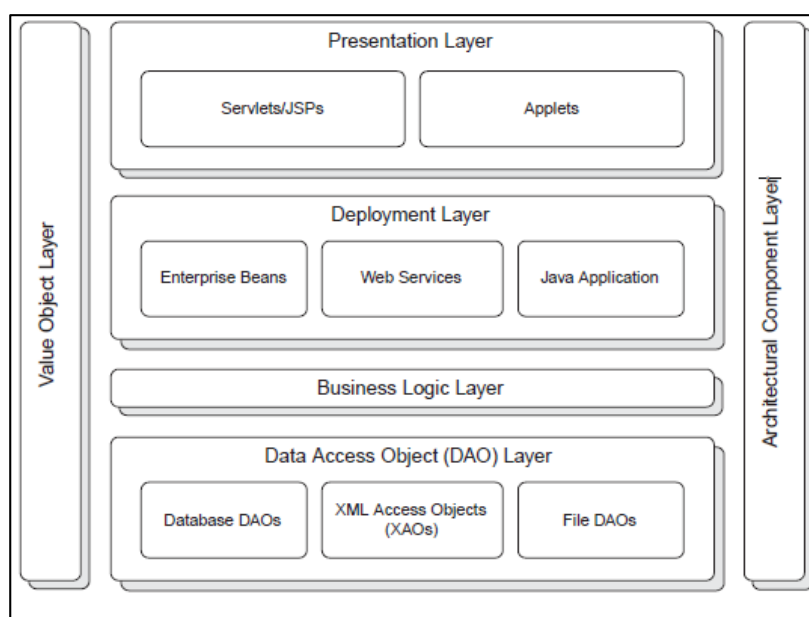 Value Object Layer
Presentation Layer
Servlets/JSPs
Applets
Deployment Layer
Enterprise Beans
Web Services
Java Application
Business Logic Layer
Data Access Object (DAO) Layer
Database DAOs
XML Access Objects
(XAOs)
File DAOs
Architectural Component Layer